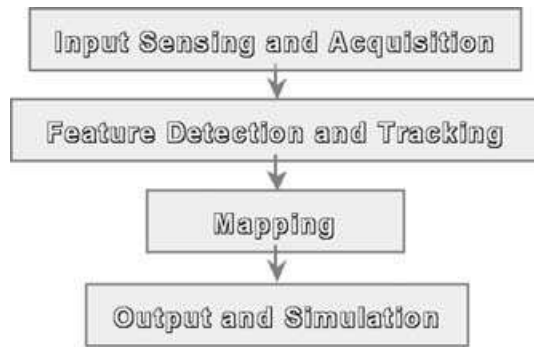 Input Sensing and Acquisition
Feature Detection and Tracking
Mapping
Output and Simulation